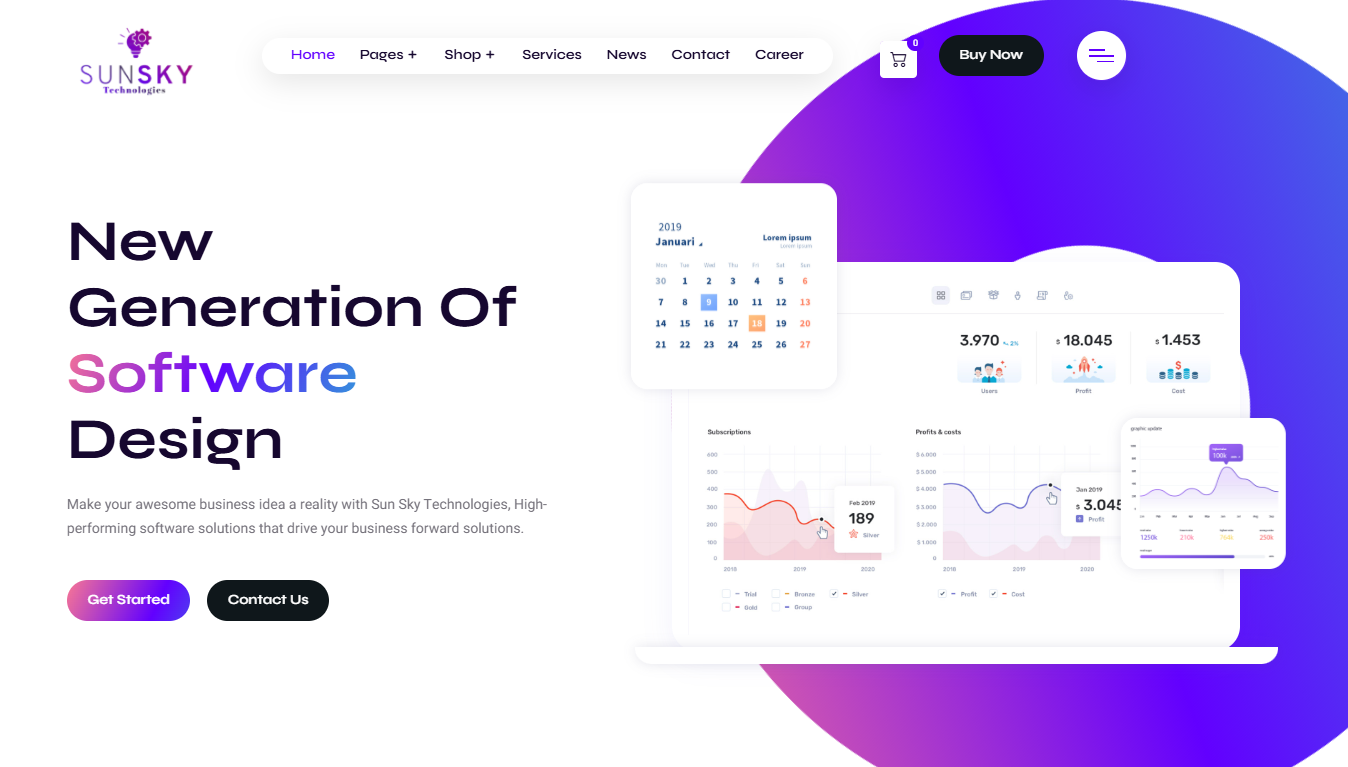 SUNSKY
Technologies
Home Pages + Shop + Services News Contact Career
0
Buy Now
New
Generation Of
Software
Design
Make your awesome business idea a reality with Sun Sky Technologies, High-
performing software solutions that drive your business forward solutions.
Get Started Contact Us
2019
Januari
Lorem ipsum
Lorem ipsum
Mon Tue Wed Thu Fri Sat Sun
30 1 2 3 4 5 6
7 8 9 10 11 12 13
14 15 16 17 18 19 20
21 22 23 24 25 26 27
3.970 2% $ 18.045 $ 1.453
Users Profit Cost
Subscriptions
600
500
400
300
200
100
0
2018 2019 2020
Feb 2019
189
Silver
Trial Bronze Silver
Gold Group
Profits & costs
$ 6.000
$ 5.000
$ 4.000
$ 3.000
$ 2.000
$ 1.000
0
2018 2019 2020
Jan 2019
$ 3.045
Profit
Profit Cost
graphic update
100k
1250k 210k 764k 250k